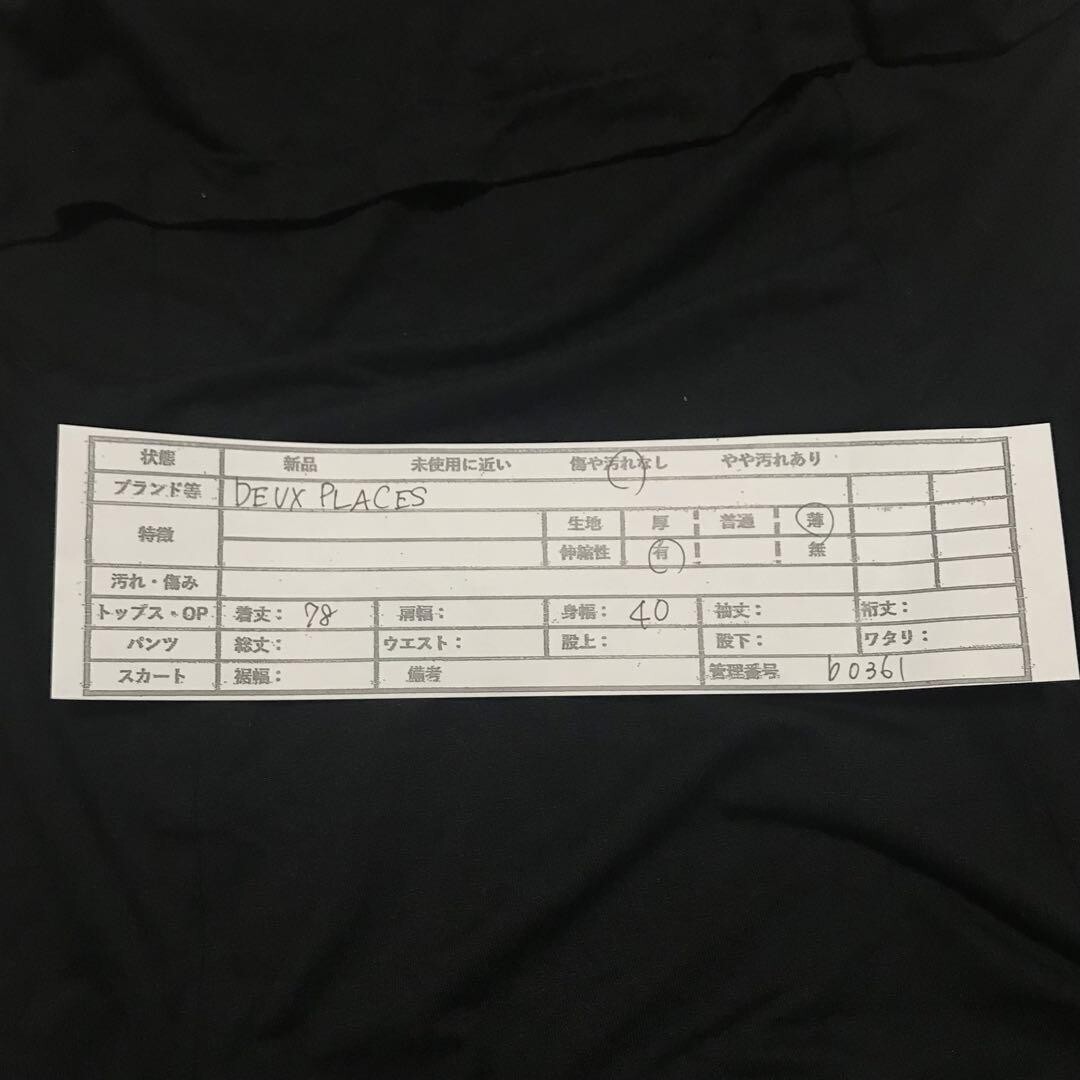 状態 新品 未使用に近い 傷や汚れなし やや汚れあり
ブランド等 DEUX PLACES
特徴 生地 厚 普通 薄
伸縮性 有 無
汚れ・傷み
トップス・OP 着丈: 78 肩幅: 身幅: 40 袖丈: 裄丈:
パンツ 総丈: ウエスト: 股上: 股下: ワタリ:
スカート 裾幅: 備考 管理番号 b0361